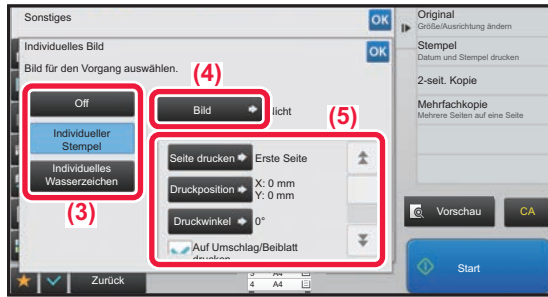 Sonstiges
OK
Individuelles Bild
OK
Bild für den Vorgang auswählen.
(4)
Off
Bild
licht
Individueller
Stempel
(5)
Individuelles
Wasserzeichen
(3)
Seite drucken
Erste Seite
Druckposition
X: 0 mm
Y: 0 mm
Druckwinkel
0°
Auf Umschlag/Beiblatt
drucken
Zurück
3 A4
4 A4
Original
Größe/Ausrichtung ändern
Stempel
Datum und Stempel drucken
2-seit. Kopie
Mehrfachkopie
Mehrere Seiten auf eine Seite
Vorschau
CA
Start